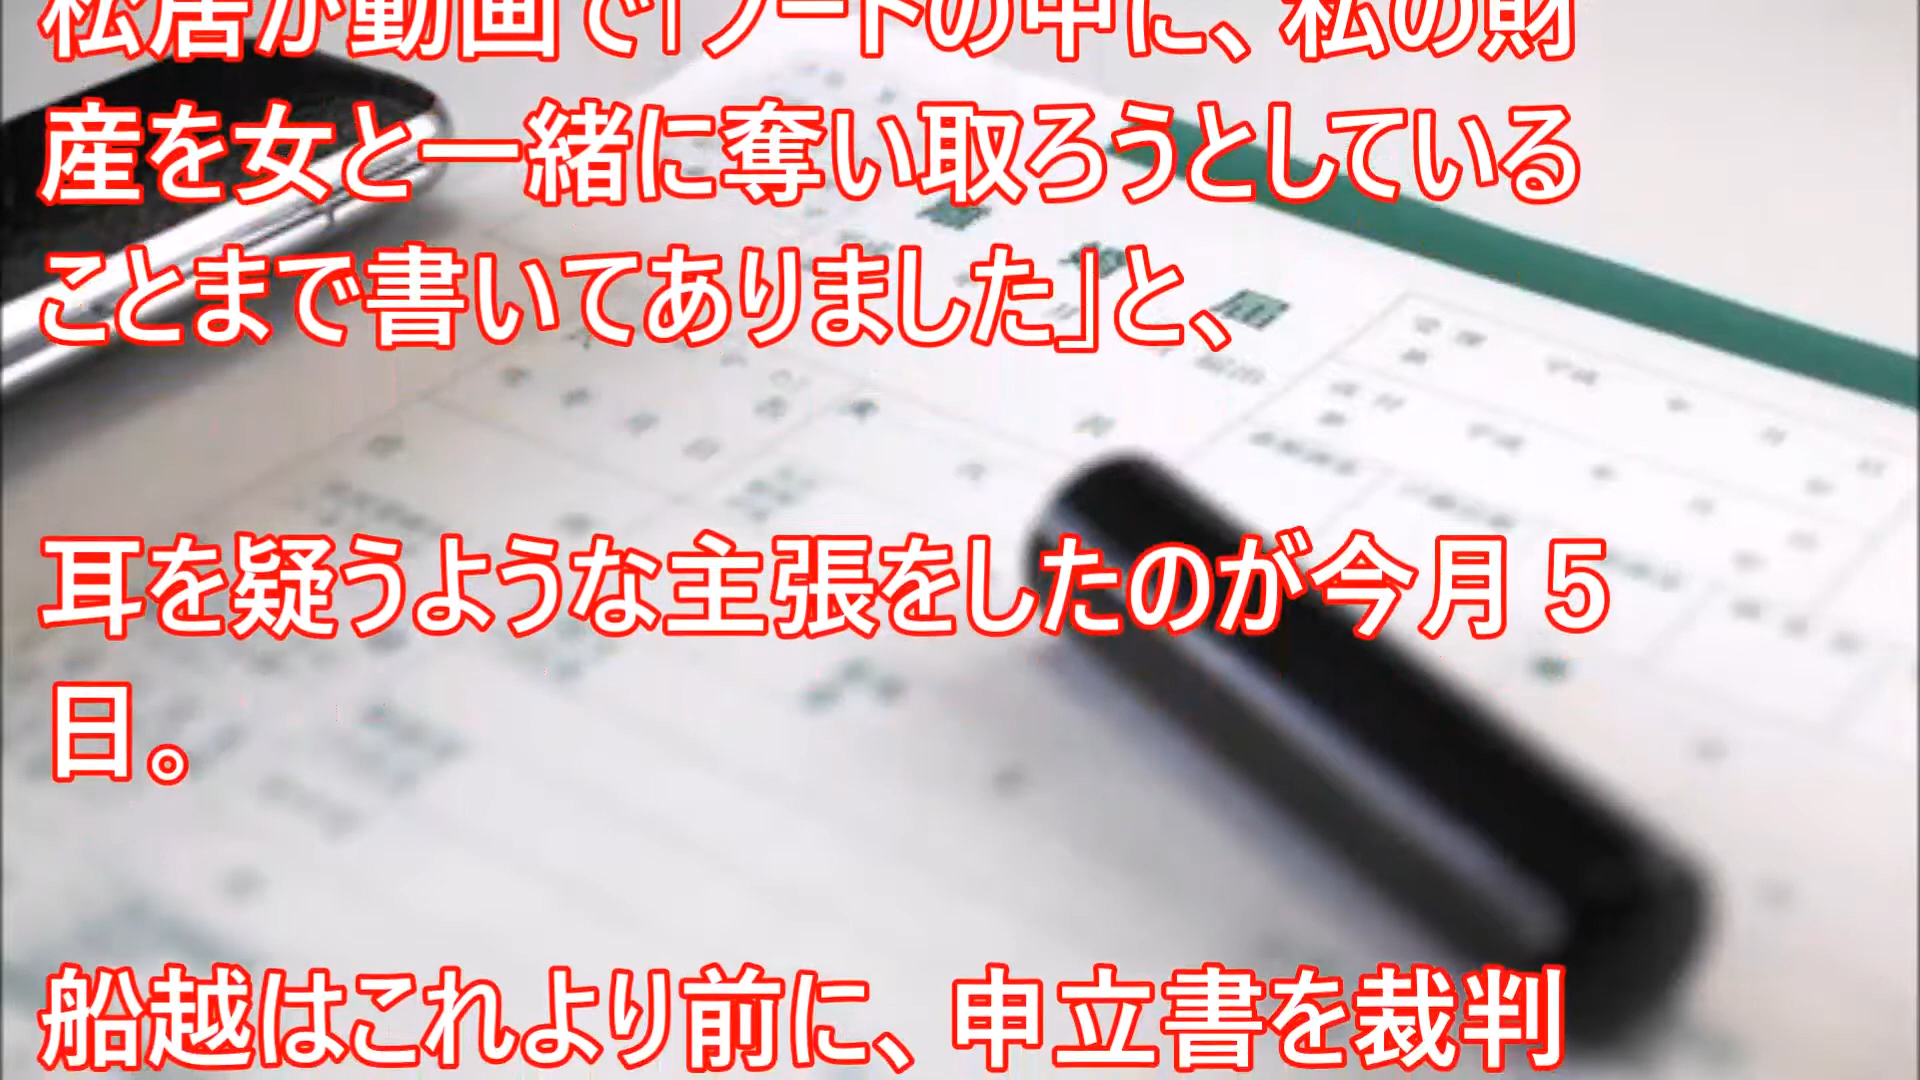 松居が動画で「ノートの中に、私の財
産を女と一緒に奪い取ろうとしている
ことまで書いてありました」と、
耳を疑うような主張をしたのが今月５
日。
船越はこれより前に、申立書を裁判